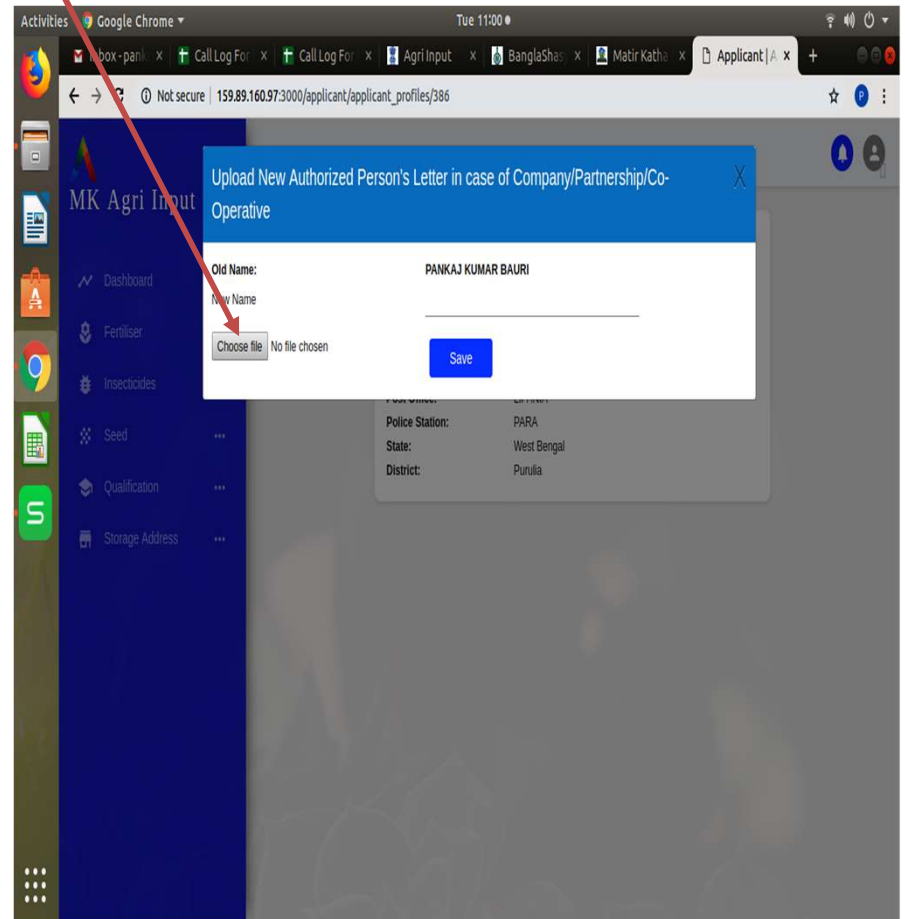 Activities Google Chrome ▾ Tue 11:00 ●
Inbox - pank × Call Log For × Call Log For × Agri Input × BanglaShas × Matir Katha × Applicant | A × +
Not secure | 159.89.160.97:3000/applicant/applicant_profiles/386
MK Agri Input
Upload New Authorized Person's Letter in case of Company/Partnership/Co-
Operative
X
Old Name: PANKAJ KUMAR BAURI
New Name
Choose file No file chosen
Save
Dashboard
Fertiliser
Insecticides
Seed
Qualification
Storage Address
Post Office:
Police Station: PARA
State: West Bengal
District: Purulia